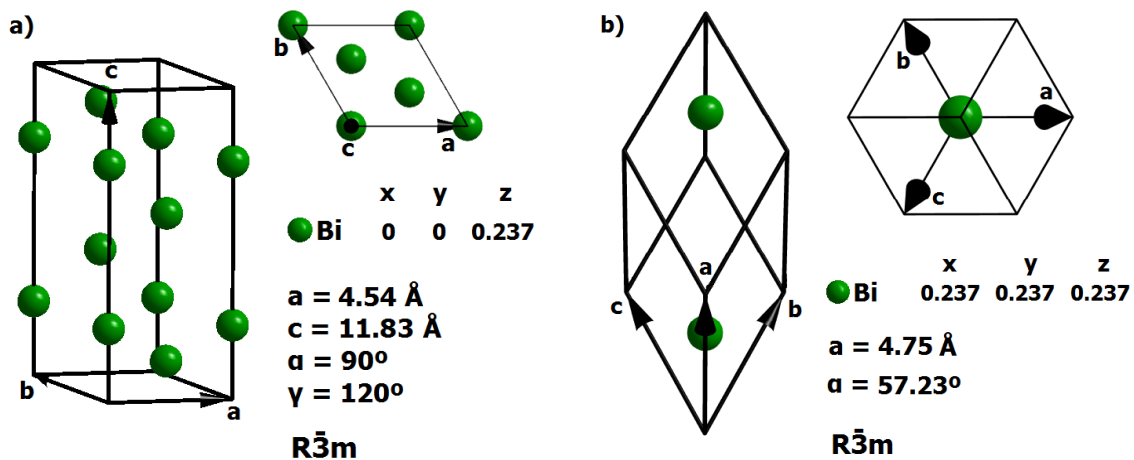 a)
c
b
a
b
c
a
x y z
Bi 0 0 0.237
a = 4.54 Å
c = 11.83 Å
α = 90º
γ = 120º
R3̄m
b)
a
c
b
b
a
c
x y z
Bi 0.237 0.237 0.237
a = 4.75 Å
α = 57.23º
R3̄m